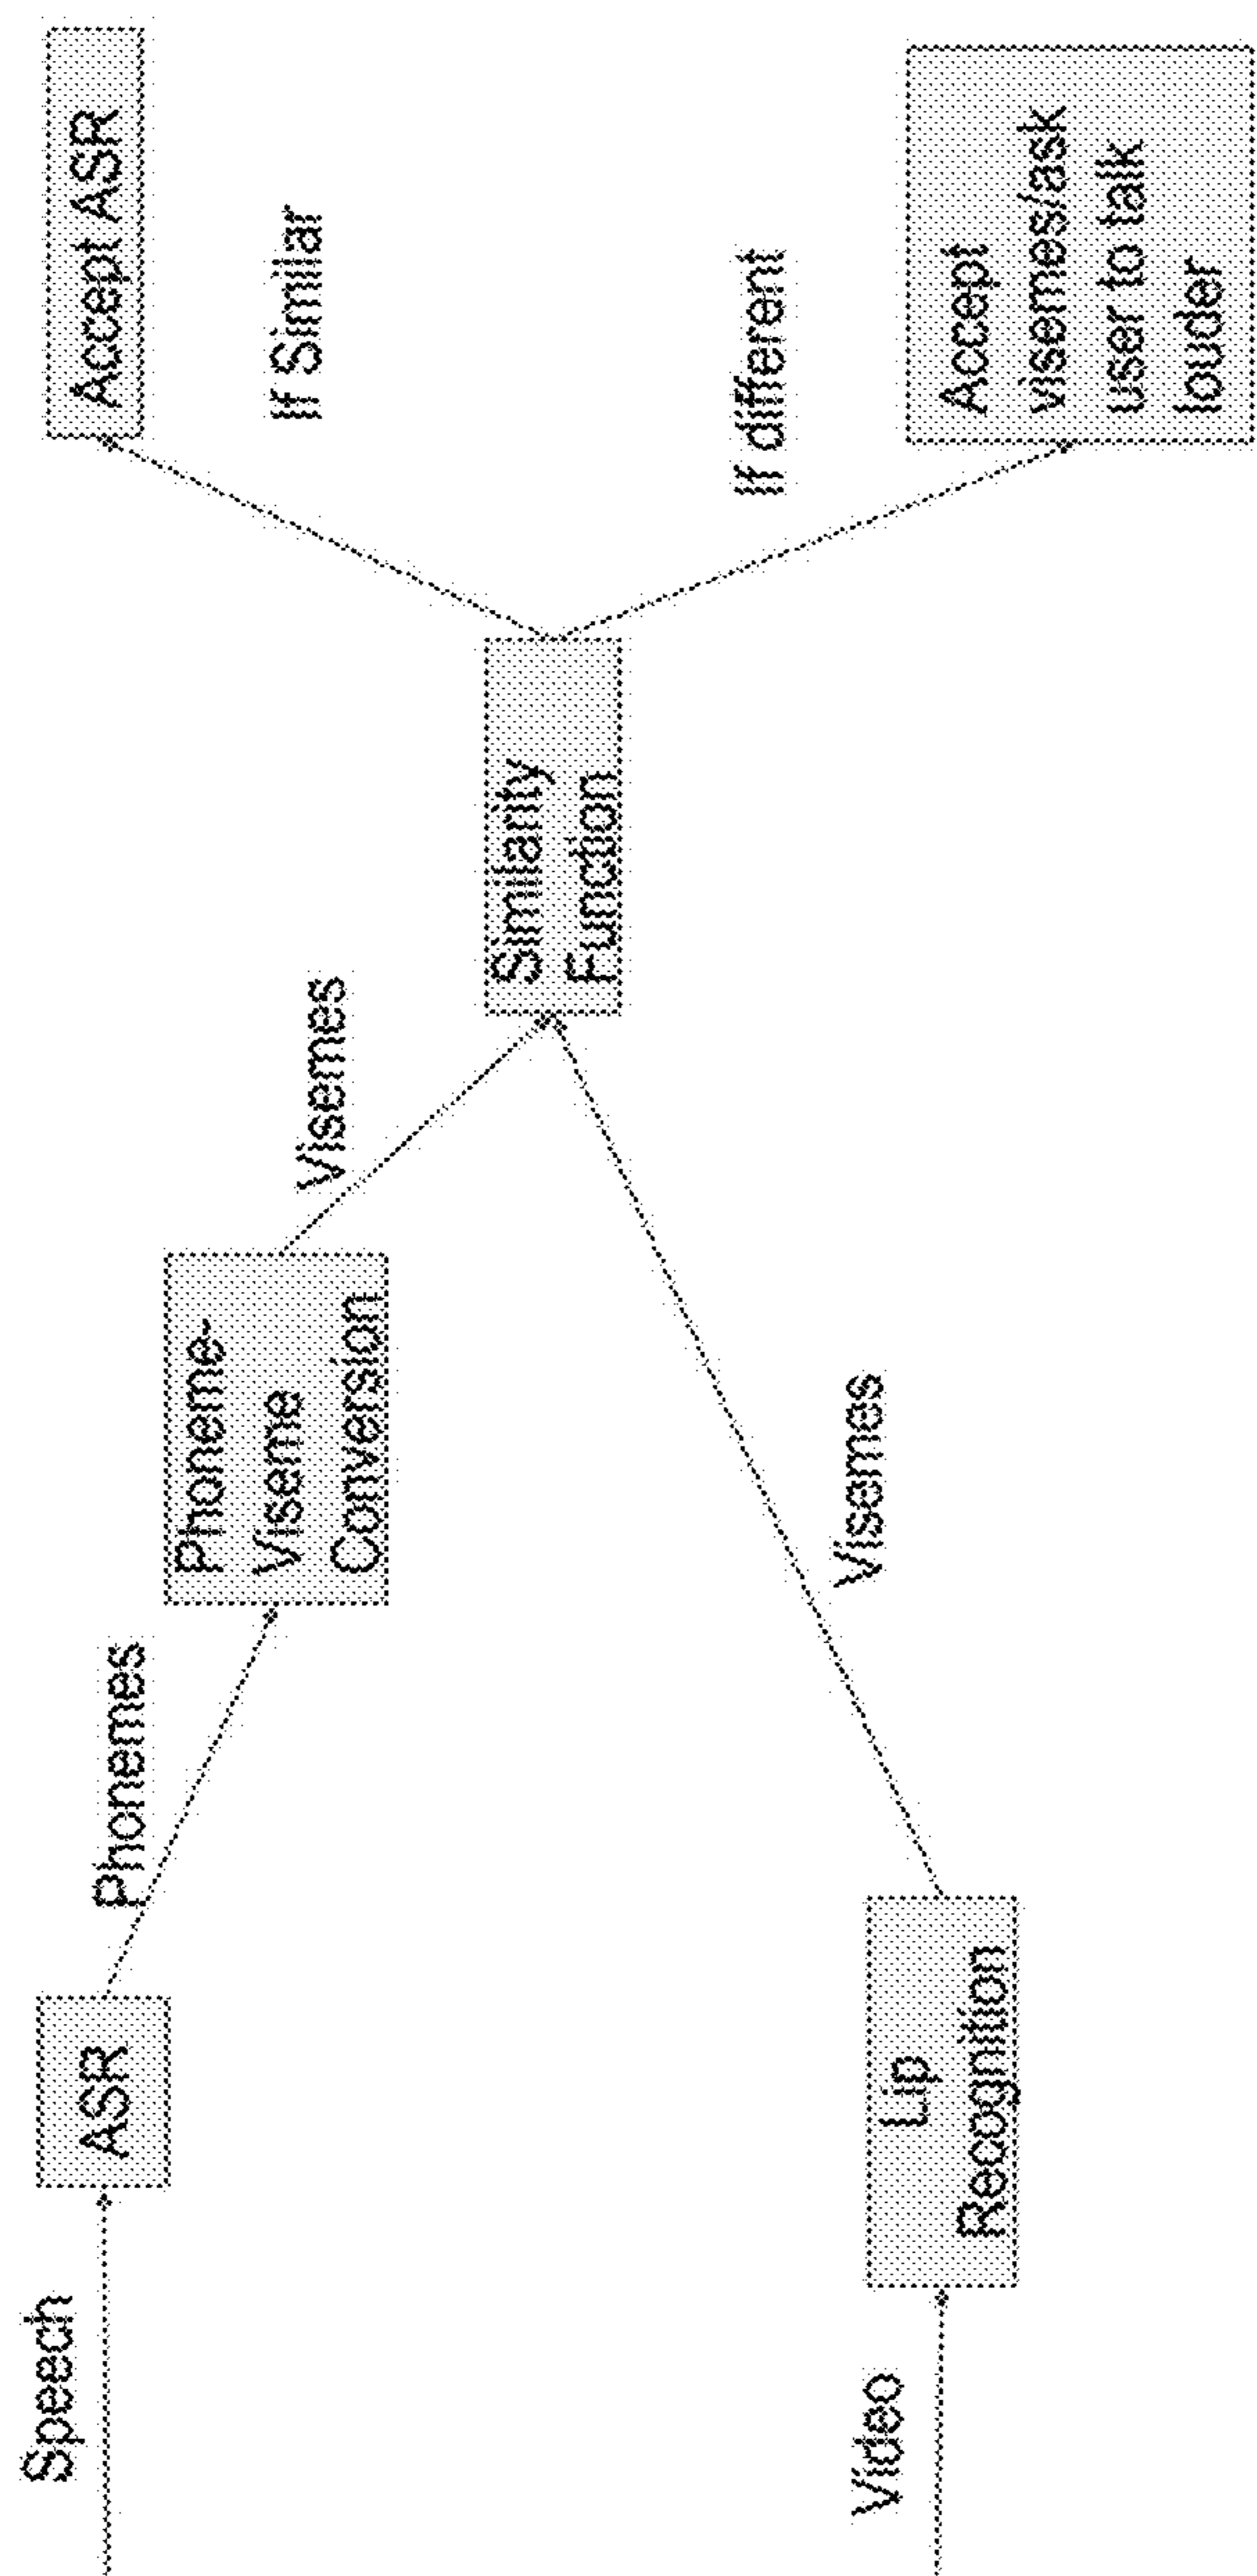 Speech
ASR
Phonemes
Phoneme-
Viseme
Conversion
Visemes
Similarity
Function
If Similar
Accept ASR
Video
Lip
Recognition
Visemes
If different
Accept
visemes/ask
user to talk
louder